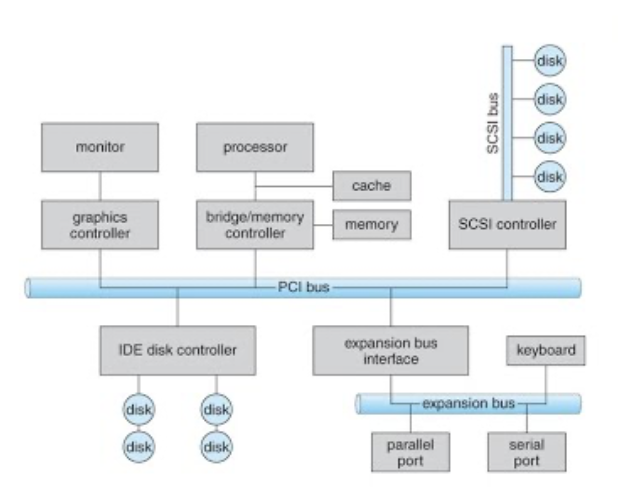 disk
disk
SCSI bus
disk
disk
monitor
processor
cache
graphics
controller
bridge/memory
controller
memory
SCSI controller
PCI bus
IDE disk controller
expansion bus
interface
keyboard
disk
disk
expansion bus
disk
disk
parallel
port
serial
port